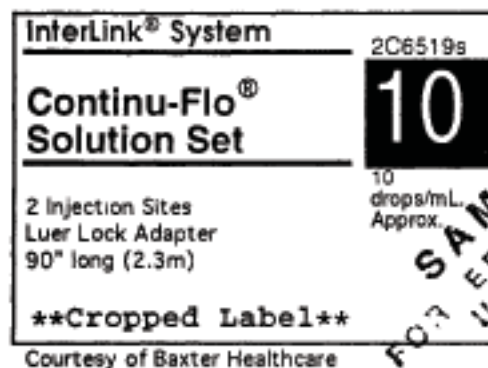 InterLink® System
2C6519s
Continu-Flo®
Solution Set
10
10
drops/mL.
Approx.
2 Injection Sites
Luer Lock Adapter
90" long (2.3m)
**Cropped Label**
FOR
Courtesy of Baxter Healthcare